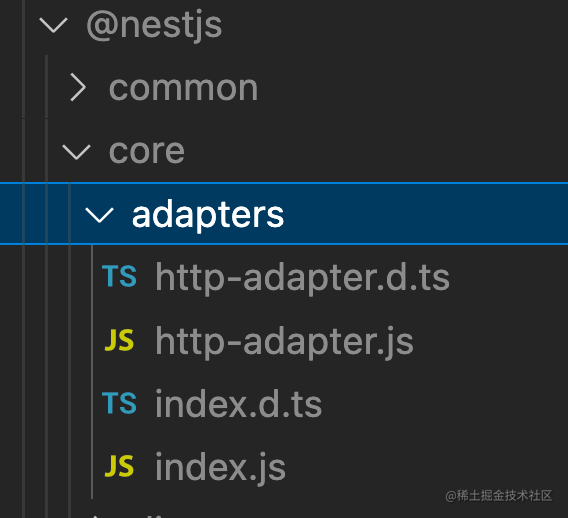 @nestjs
common
core
adapters
TS http-adapter.d.ts
JS http-adapter.js
TS index.d.ts
JS index.js
@稀土掘金技术社区